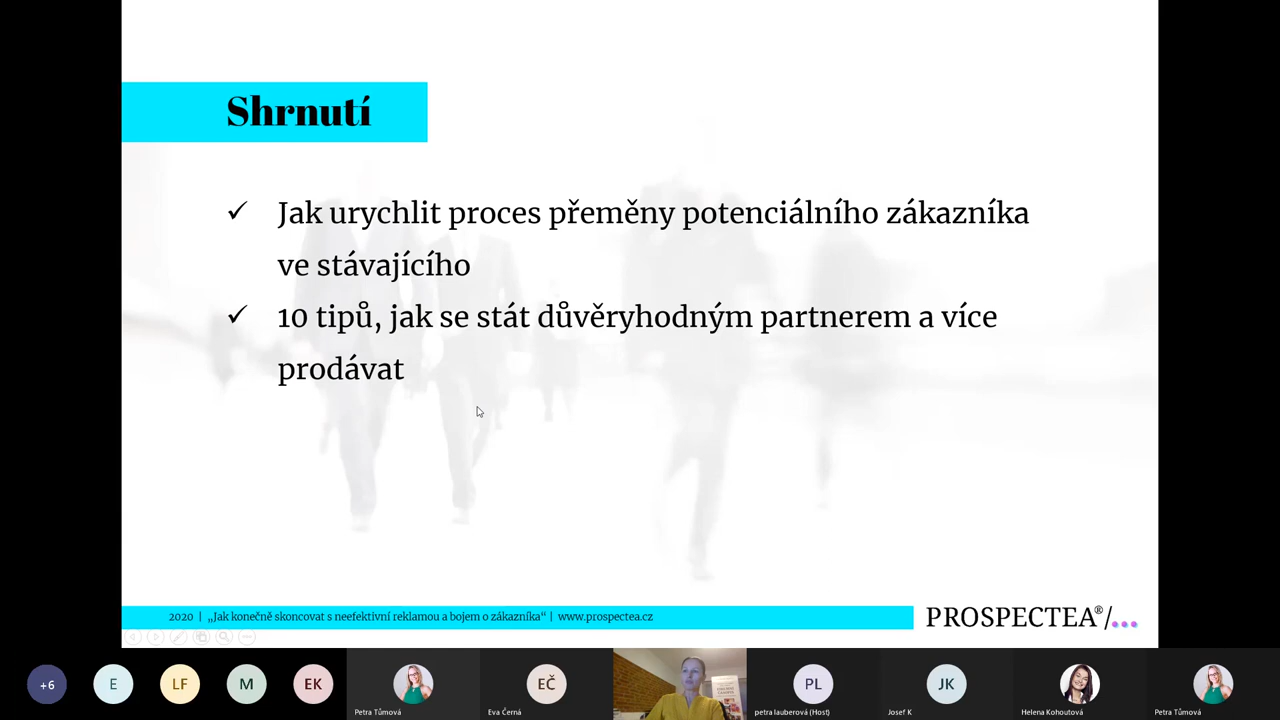 Shrnutí
✓ Jak urychlit proces přeměny potenciálního zákazníka
ve stávajícího
✓ 10 tipů, jak se stát důvěryhodným partnerem a více
prodávat
2020 | „Jak konečně skoncovat s neefektivní reklamou a bojem o zákazníka“ | www.prospectea.cz
PROSPECTEA®/...
+6
E
LF
M
EK
Petra Tůmová
EČ
Eva Černá
PL
petra lauberová (Host)
JK
Josef K
Helena Kohoutová
Petra Tůmová